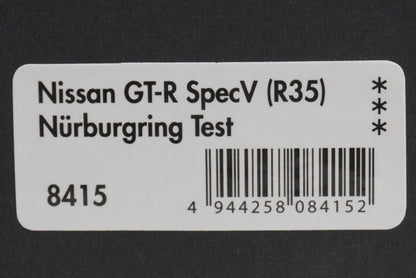 Nissan GT-R SpecV (R35)
Nürburgring Test
***
8415
4 944258 084152